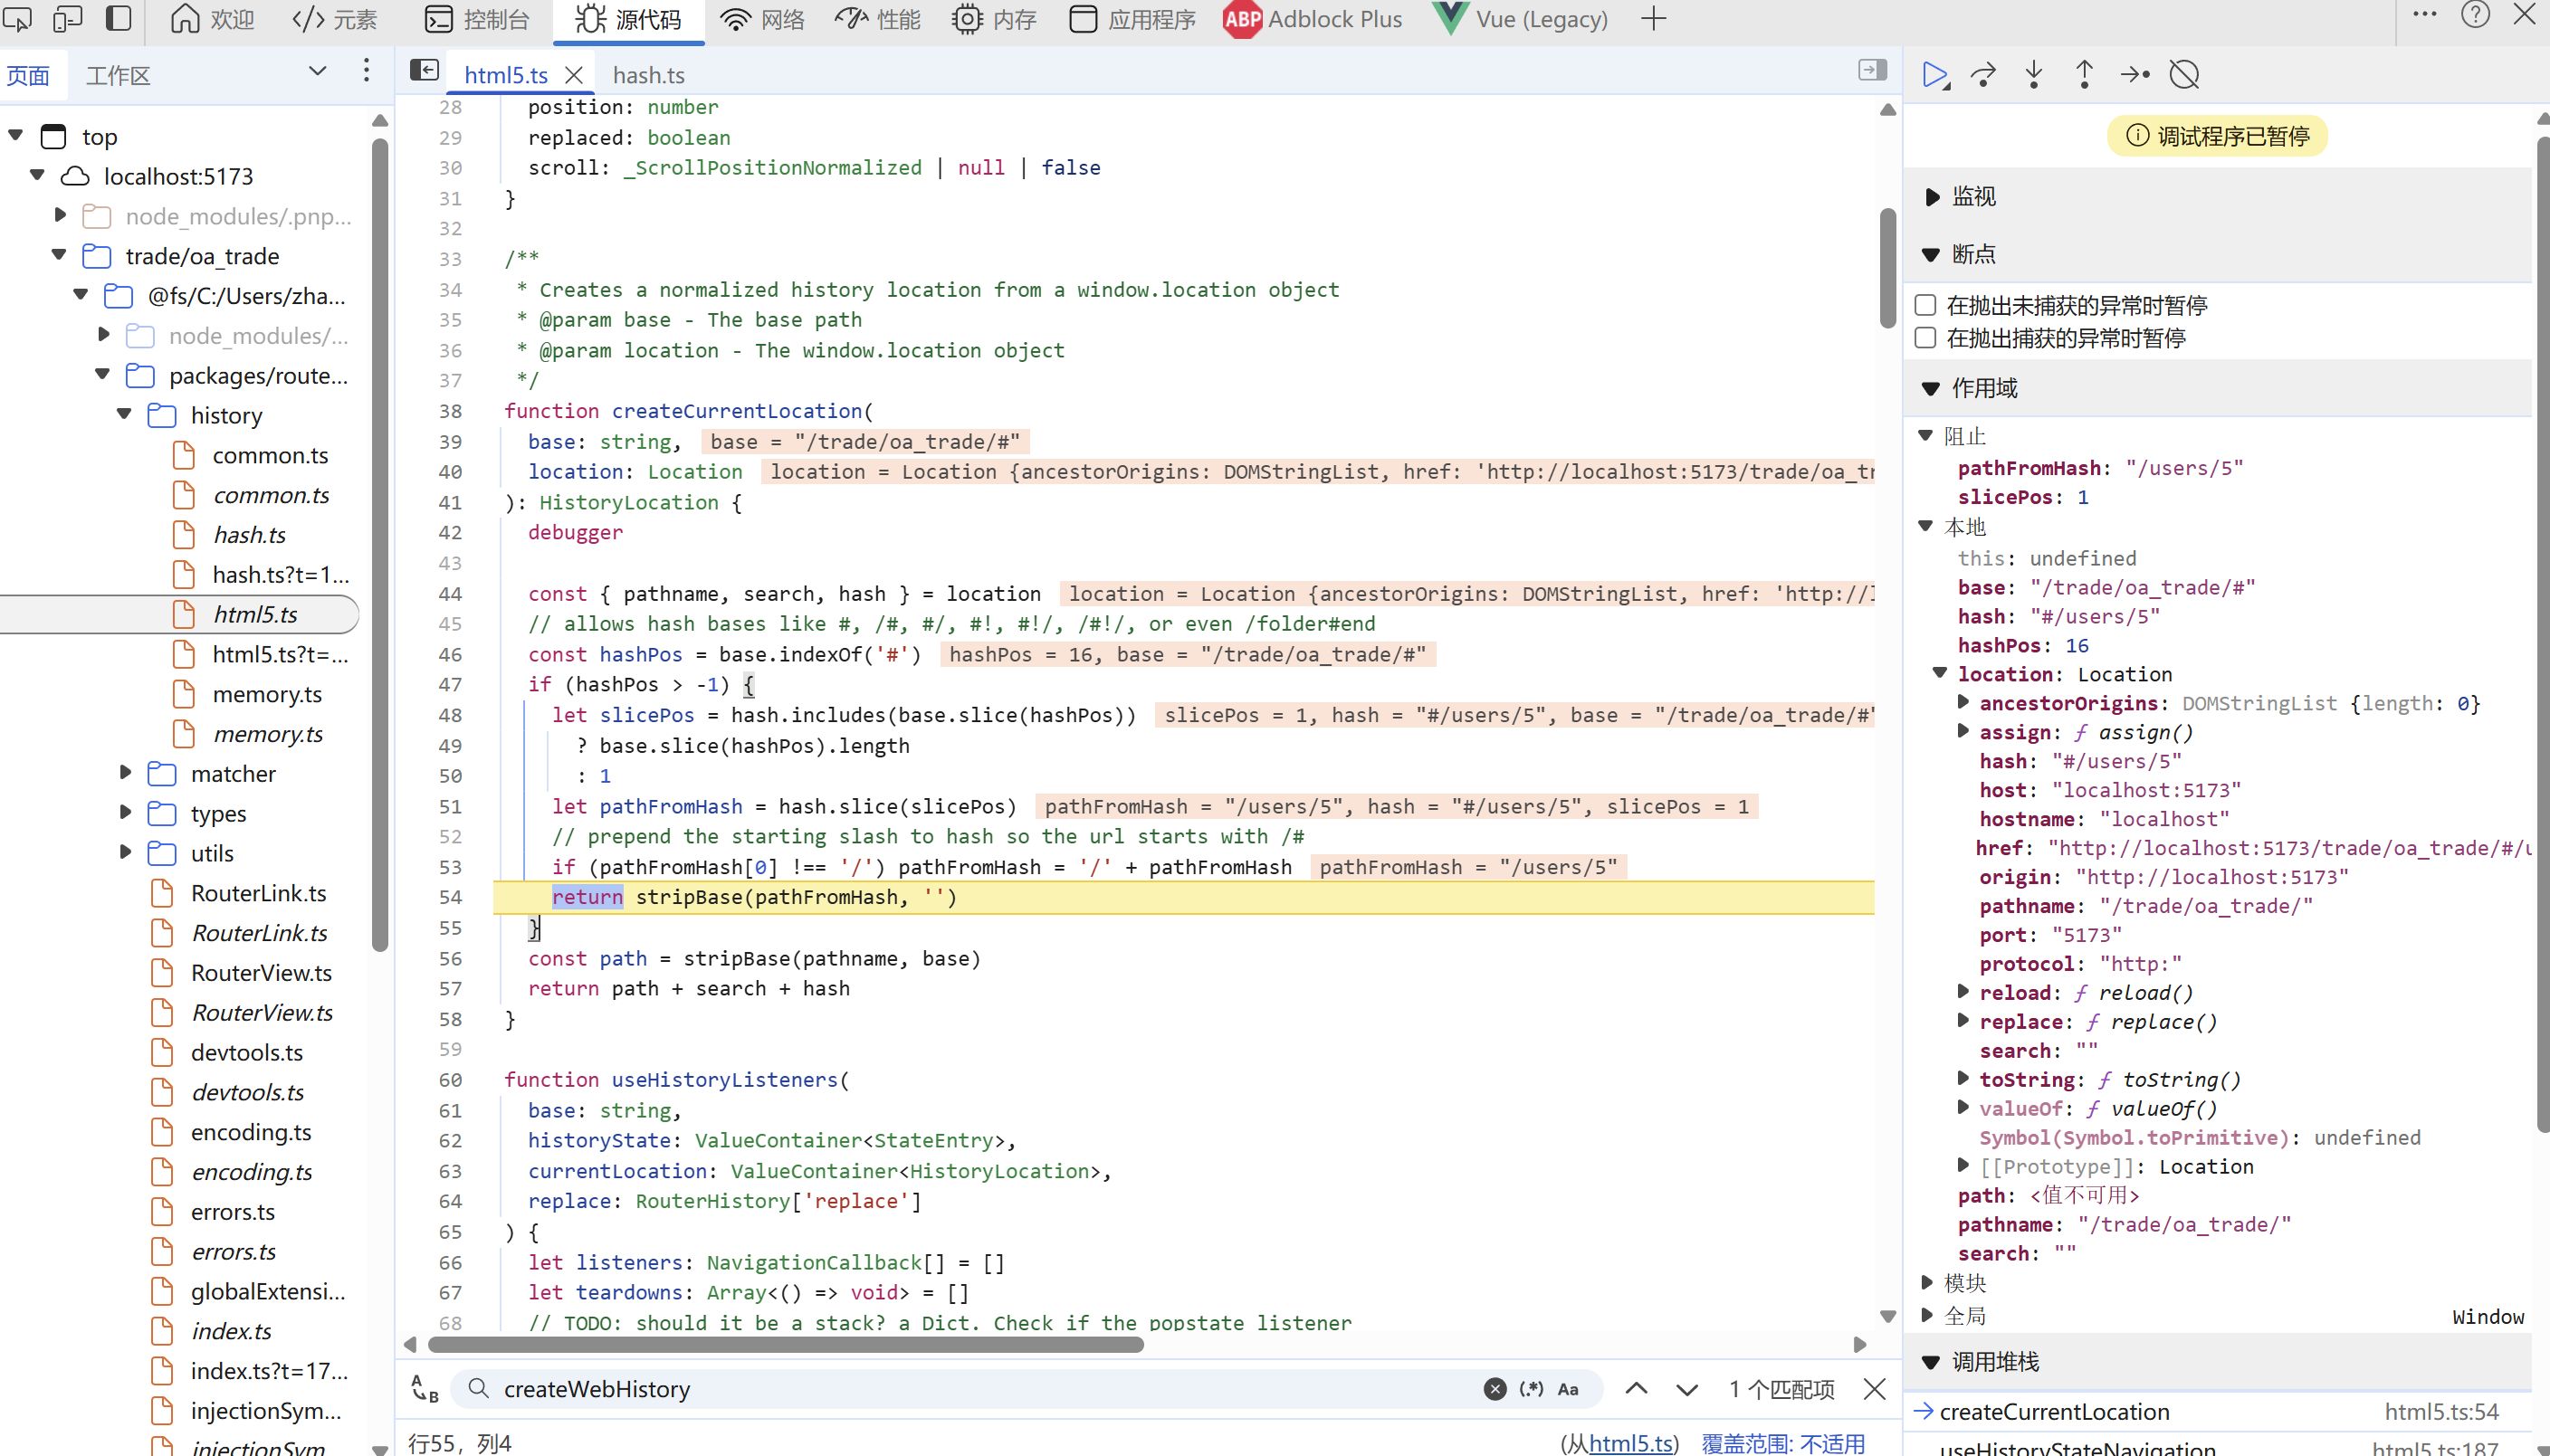 欢迎 元素 控制台 源代码 网络 性能 内存 应用程序 ABP Adblock Plus Vue (Legacy)
页面 工作区
top
localhost:5173
node_modules/.pnp...
trade/oa_trade
@fs/C:/Users/zha...
node_modules/...
packages/route...
history
common.ts
common.ts
hash.ts
hash.ts?t=1...
html5.ts
html5.ts?t=...
memory.ts
memory.ts
matcher
types
utils
RouterLink.ts
RouterLink.ts
RouterView.ts
RouterView.ts
devtools.ts
devtools.ts
encoding.ts
encoding.ts
errors.ts
errors.ts
globalExtensi...
index.ts
index.ts?t=17...
injectionSym...
injectionSym
html5.ts hash.ts
28 position: number
29 replaced: boolean
30 scroll: _ScrollPositionNormalized | null | false
31 }
32
33 /**
34 * Creates a normalized history location from a window.location object
35 * @param base - The base path
36 * @param location - The window.location object
37 */
38 function createCurrentLocation(
39 base: string, base = "/trade/oa_trade/#"
40 location: Location location = Location {ancestorOrigins: DOMStringList, href: 'http://localhost:5173/trade/oa_tr
41 ): HistoryLocation {
42 debugger
43
44 const { pathname, search, hash } = location location = Location {ancestorOrigins: DOMStringList, href: 'http://l
45 // allows hash bases like #, /#, #/, #!, #!/, /#!/, or even /folder#end
46 const hashPos = base.indexOf('#') hashPos = 16, base = "/trade/oa_trade/#"
47 if (hashPos > -1) {
48 let slicePos = hash.includes(base.slice(hashPos)) slicePos = 1, hash = "#/users/5", base = "/trade/oa_trade/#"
49 ? base.slice(hashPos).length
50 : 1
51 let pathFromHash = hash.slice(slicePos) pathFromHash = "/users/5", hash = "#/users/5", slicePos = 1
52 // prepend the starting slash to hash so the url starts with /#
53 if (pathFromHash[0] !== '/') pathFromHash = '/' + pathFromHash pathFromHash = "/users/5"
54 return stripBase(pathFromHash, '')
55 }
56 const path = stripBase(pathname, base)
57 return path + search + hash
58 }
59
60 function useHistoryListeners(
61 base: string,
62 historyState: ValueContainer<StateEntry>,
63 currentLocation: ValueContainer<HistoryLocation>,
64 replace: RouterHistory['replace']
65 ) {
66 let listeners: NavigationCallback[] = []
67 let teardowns: Array<() => void> = []
68 // TODO: should it be a stack? a Dict. Check if the popstate listener
createWebHistory (.*) Aa 1 个匹配项
行55，列4 (从html5.ts) 覆盖范围: 不适用
调试程序已暂停
监视
断点
在抛出未捕获的异常时暂停
在抛出捕获的异常时暂停
作用域
阻止
pathFromHash: "/users/5"
slicePos: 1
本地
this: undefined
base: "/trade/oa_trade/#"
hash: "#/users/5"
hashPos: 16
location: Location
ancestorOrigins: DOMStringList {length: 0}
assign: ƒ assign()
hash: "#/users/5"
host: "localhost:5173"
hostname: "localhost"
href: "http://localhost:5173/trade/oa_trade/#/u
origin: "http://localhost:5173"
pathname: "/trade/oa_trade/"
port: "5173"
protocol: "http:"
reload: ƒ reload()
replace: ƒ replace()
search: ""
toString: ƒ toString()
valueOf: ƒ valueOf()
Symbol(Symbol.toPrimitive): undefined
[[Prototype]]: Location
path: <值不可用>
pathname: "/trade/oa_trade/"
search: ""
模块
全局 Window
调用堆栈
createCurrentLocation html5.ts:54
useHistoryStateNavigation html5.ts:187